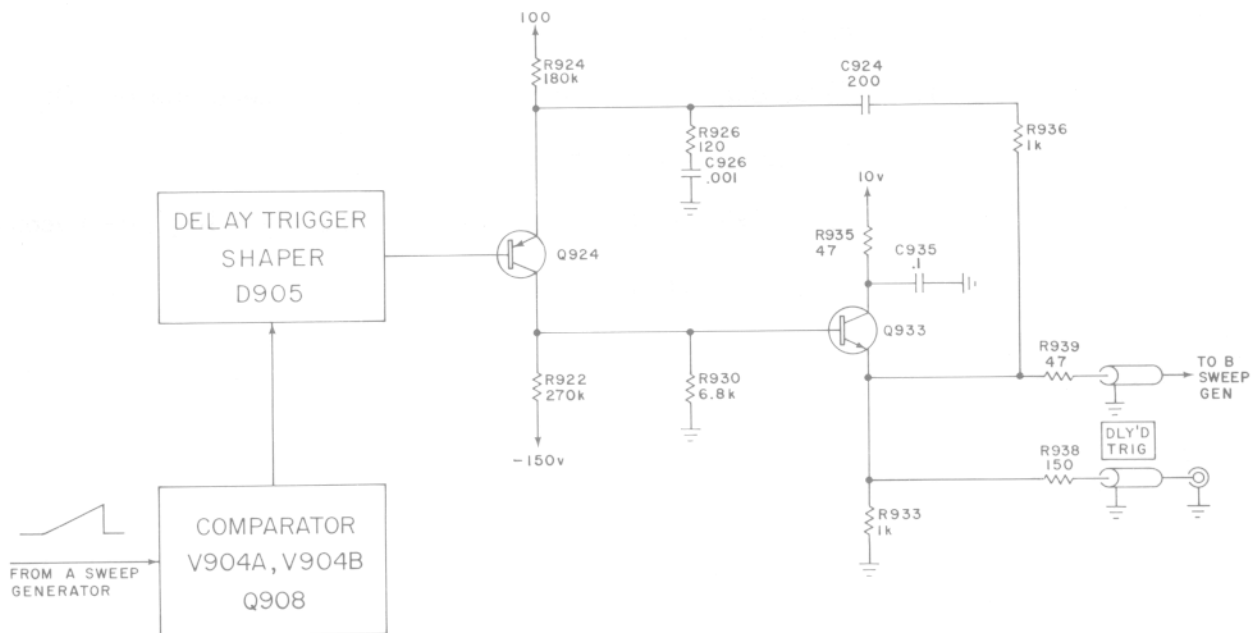 100
R924
180k
C924
200
R926
120
C926
.001
R936
1k
10v
R935
47
C935
.1
DELAY TRIGGER
SHAPER
D905
Q924
Q933
R939
47
TO B
SWEEP
GEN
R922
270k
R930
6.8k
-150v
DLY'D
TRIG
R938
150
R933
1k
COMPARATOR
V904A, V904B
Q908
FROM A SWEEP
GENERATOR